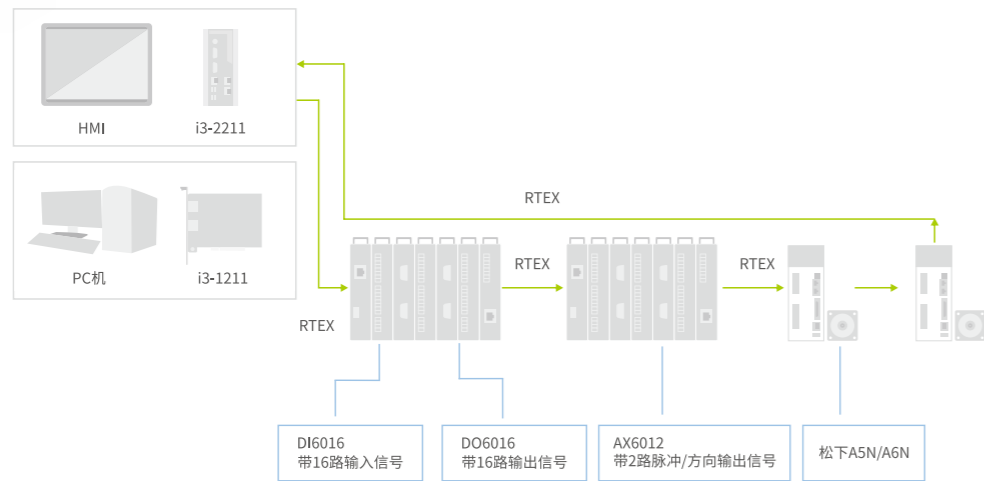 HMI
i3-2211
PC机
i3-1211
RTEX
RTEX
RTEX
RTEX
DI6016
带16路输入信号
DO6016
带16路输出信号
AX6012
带2路脉冲/方向输出信号
松下A5N/A6N